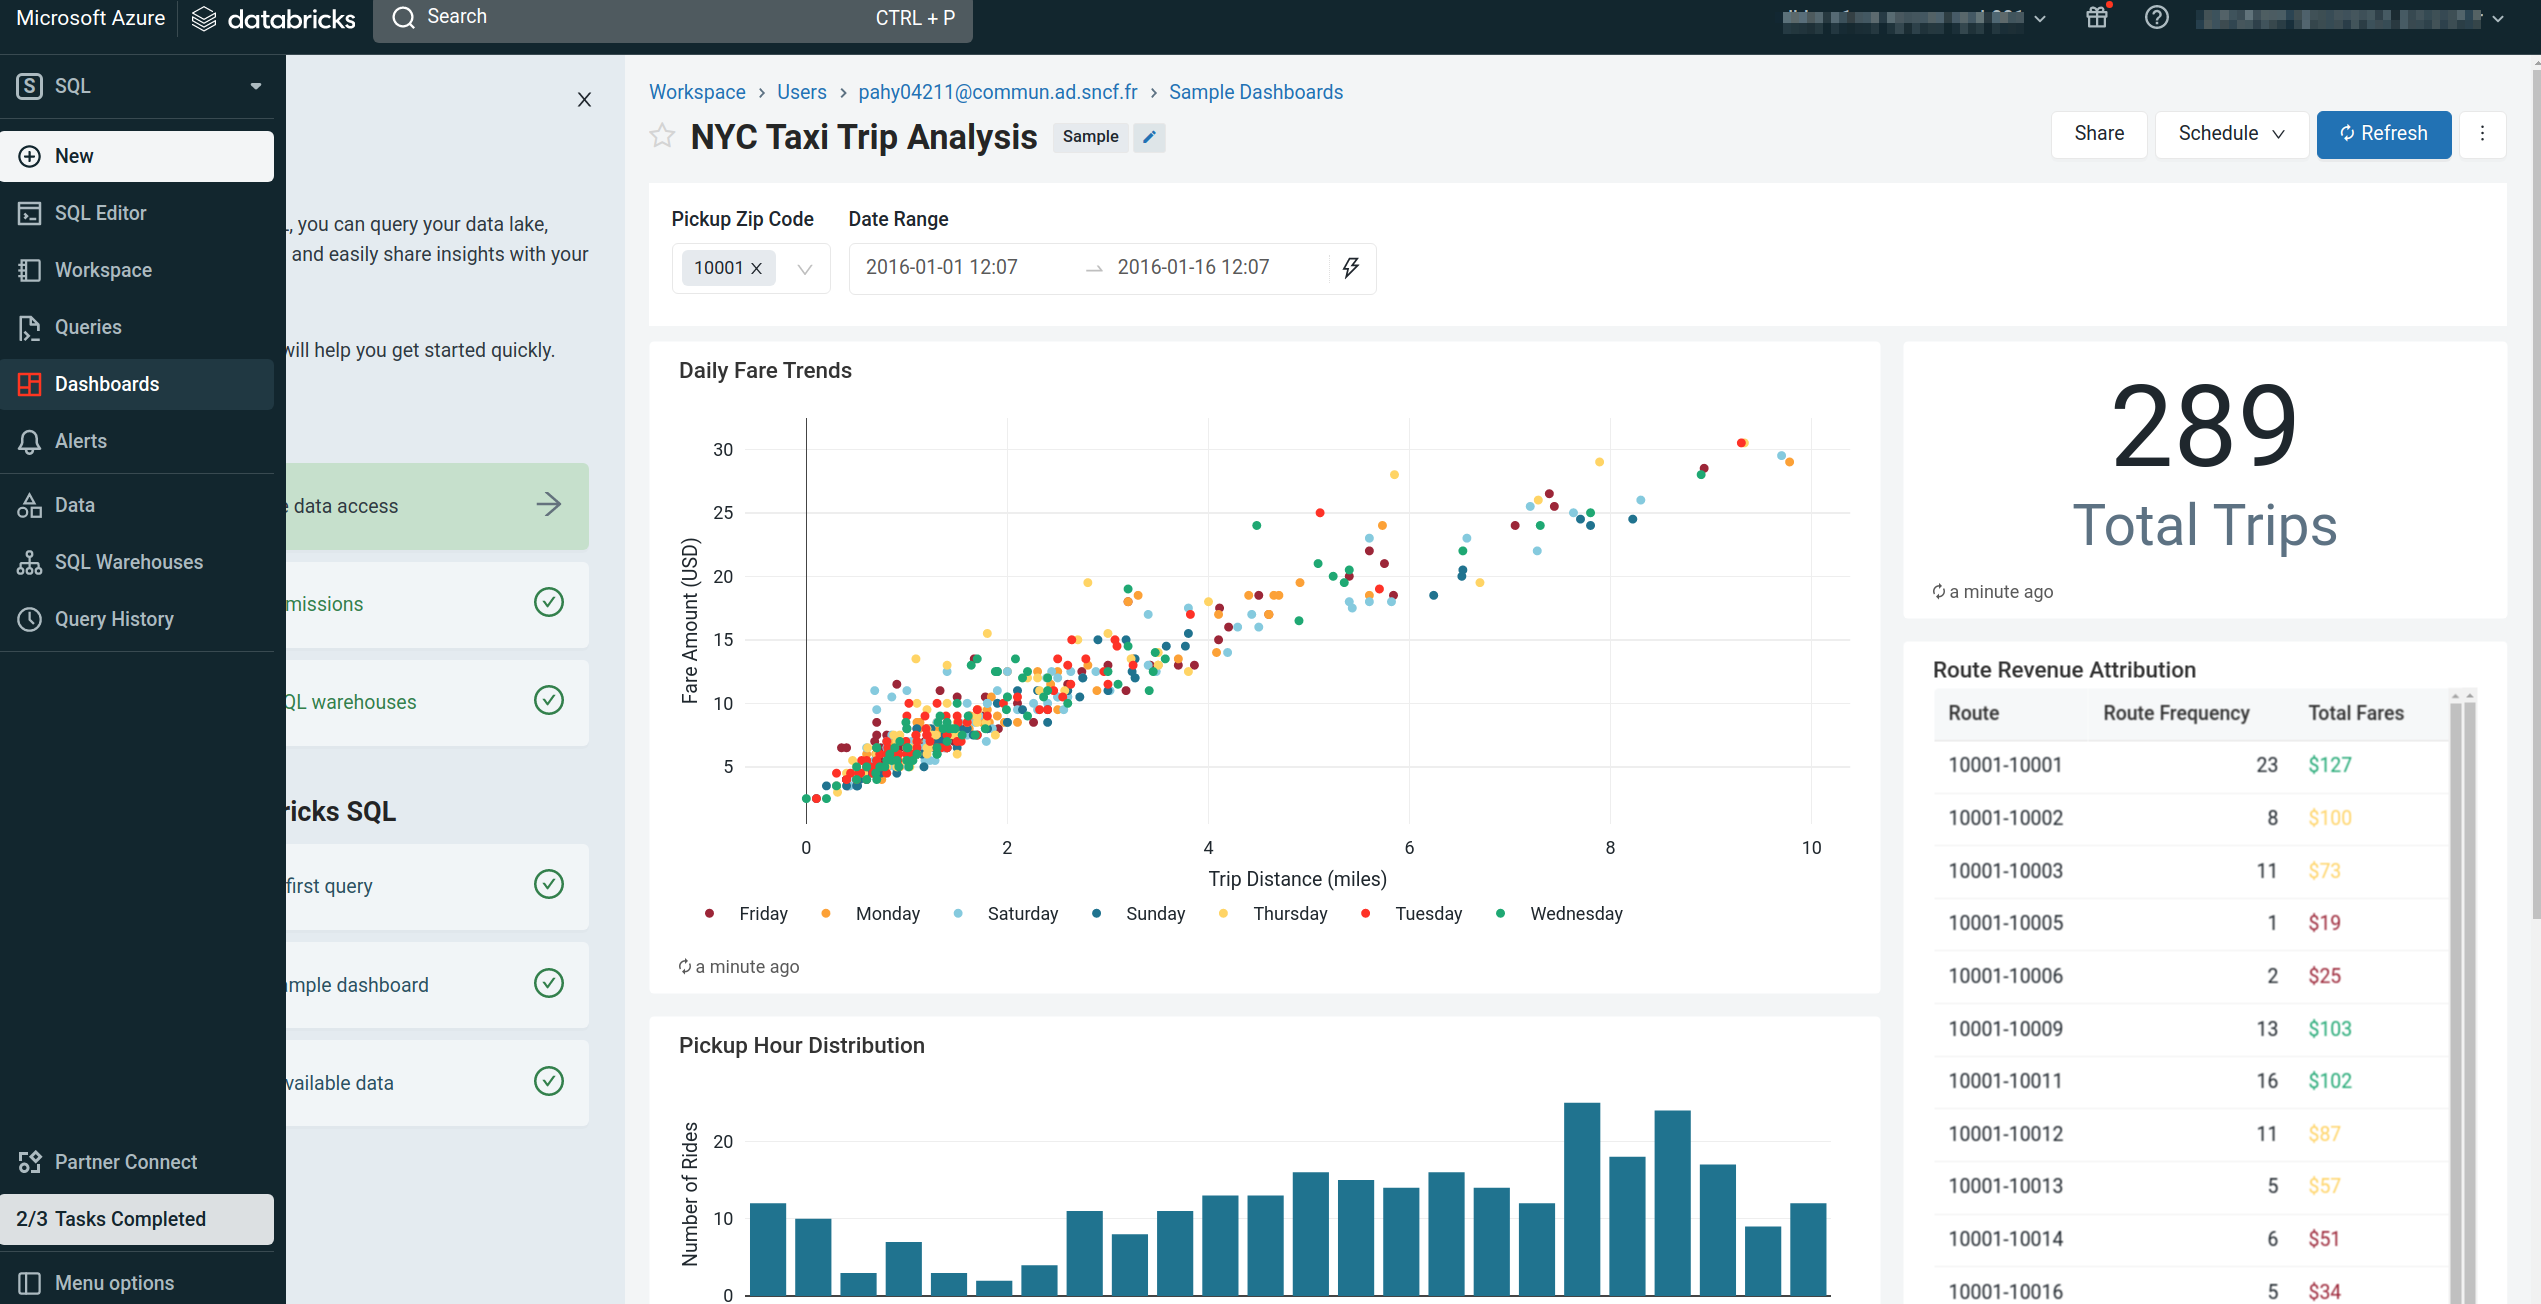 Microsoft Azure databricks Search CTRL + P
SQL
New
SQL Editor
Workspace
Queries
Dashboards
Alerts
Data
SQL Warehouses
Query History
Partner Connect
2/3 Tasks Completed
Menu options
, you can query your data lake,
and easily share insights with your
will help you get started quickly.
data access
missions
QL warehouses
ricks SQL
first query
mple dashboard
vailable data
Workspace › Users › pahy04211@commun.ad.sncf.fr › Sample Dashboards
NYC Taxi Trip Analysis Sample
Share Schedule Refresh
Pickup Zip Code Date Range
10001 2016-01-01 12:07 2016-01-16 12:07
Daily Fare Trends
Fare Amount (USD)
30
25
20
15
10
5
0 2 4 6 8 10
Trip Distance (miles)
Friday Monday Saturday Sunday Thursday Tuesday Wednesday
a minute ago
Pickup Hour Distribution
Number of Rides
20
10
0
289
Total Trips
a minute ago
Route Revenue Attribution
Route Route Frequency Total Fares
10001-10001 23 $127
10001-10002 8 $100
10001-10003 11 $73
10001-10005 1 $19
10001-10006 2 $25
10001-10009 13 $103
10001-10011 16 $102
10001-10012 11 $87
10001-10013 5 $57
10001-10014 6 $51
10001-10016 5 $34